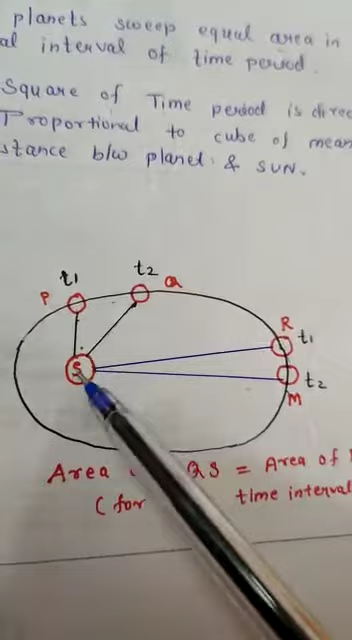 planets sweep equal area in
al interval of time period.
Square of Time period is direc
Proportional to cube of mean
stance b/w planet & SUN.
t1
t2
P
Q
R
t1
S
t2
M
Area QS = Area of
(for time interval